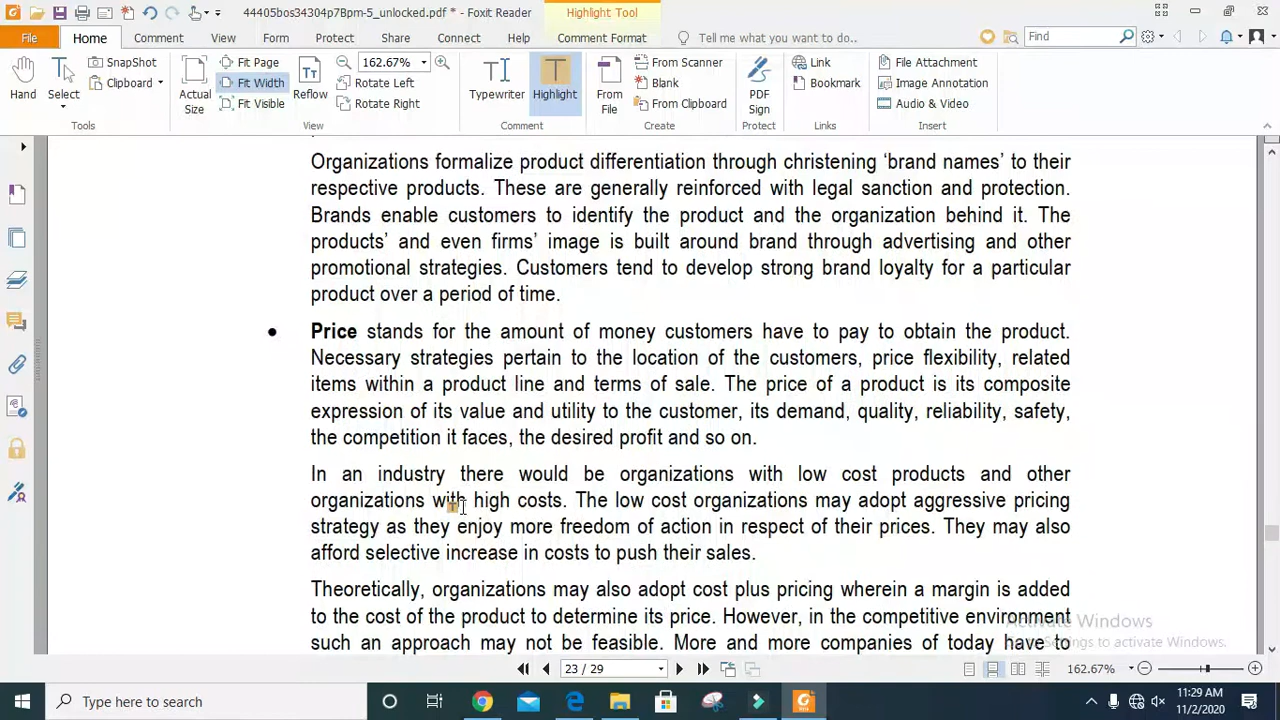 44405bos34304p7Bpm-5_unlocked.pdf * - Foxit Reader
Highlight Tool
File Home Comment View Form Protect Share Connect Help Comment Format Tell me what you want to do.. Find
Hand
Select
SnapShot
Clipboard
Tools
Actual Size
Fit Page
Fit Width
Fit Visible
Reflow
162.67%
Rotate Left
Rotate Right
View
Typewriter
Highlight
Comment
From File
From Scanner
Blank
From Clipboard
Create
PDF Sign
Protect
Link
Bookmark
Links
File Attachment
Image Annotation
Audio & Video
Insert
Organizations formalize product differentiation through christening ‘brand names’ to their
respective products. These are generally reinforced with legal sanction and protection.
Brands enable customers to identify the product and the organization behind it. The
products’ and even firms’ image is built around brand through advertising and other
promotional strategies. Customers tend to develop strong brand loyalty for a particular
product over a period of time.
• Price stands for the amount of money customers have to pay to obtain the product.
Necessary strategies pertain to the location of the customers, price flexibility, related
items within a product line and terms of sale. The price of a product is its composite
expression of its value and utility to the customer, its demand, quality, reliability, safety,
the competition it faces, the desired profit and so on.
In an industry there would be organizations with low cost products and other
organizations with high costs. The low cost organizations may adopt aggressive pricing
strategy as they enjoy more freedom of action in respect of their prices. They may also
afford selective increase in costs to push their sales.
Theoretically, organizations may also adopt cost plus pricing wherein a margin is added
to the cost of the product to determine its price. However, in the competitive environment
such an approach may not be feasible. More and more companies of today have to
Activate Windows
Settings to activate Windows.
23 / 29
162.67%
Type here to search
11:29 AM
11/2/2020